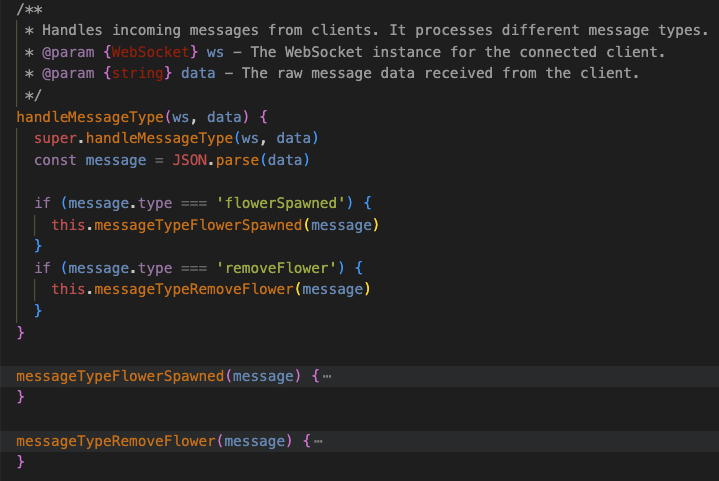 /**
 * Handles incoming messages from clients. It processes different message types.
 * @param {WebSocket} ws – The WebSocket instance for the connected client.
 * @param {string} data – The raw message data received from the client.
 */
handleMessageType(ws, data) {
  super.handleMessageType(ws, data)
  const message = JSON.parse(data)
  if (message.type === 'flowerSpawned') {
    this.messageTypeFlowerSpawned(message)
  }
  if (message.type === 'removeFlower') {
    this.messageTypeRemoveFlower(message)
  }
}
messageTypeFlowerSpawned(message) {⋯
}
messageTypeRemoveFlower(message) {⋯
}